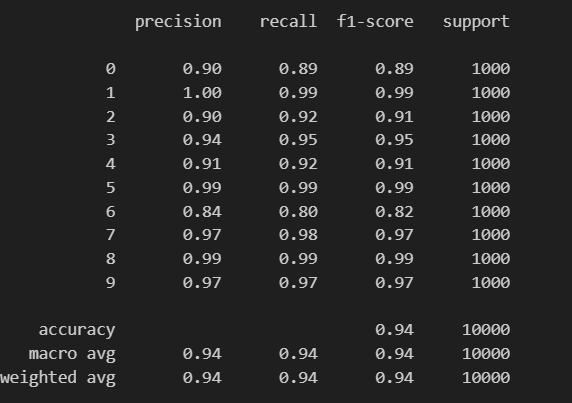 precision recall f1-score support
0 0.90 0.89 0.89 1000
1 1.00 0.99 0.99 1000
2 0.90 0.92 0.91 1000
3 0.94 0.95 0.95 1000
4 0.91 0.92 0.91 1000
5 0.99 0.99 0.99 1000
6 0.84 0.80 0.82 1000
7 0.97 0.98 0.97 1000
8 0.99 0.99 0.99 1000
9 0.97 0.97 0.97 1000
accuracy 0.94 10000
macro avg 0.94 0.94 0.94 10000
weighted avg 0.94 0.94 0.94 10000